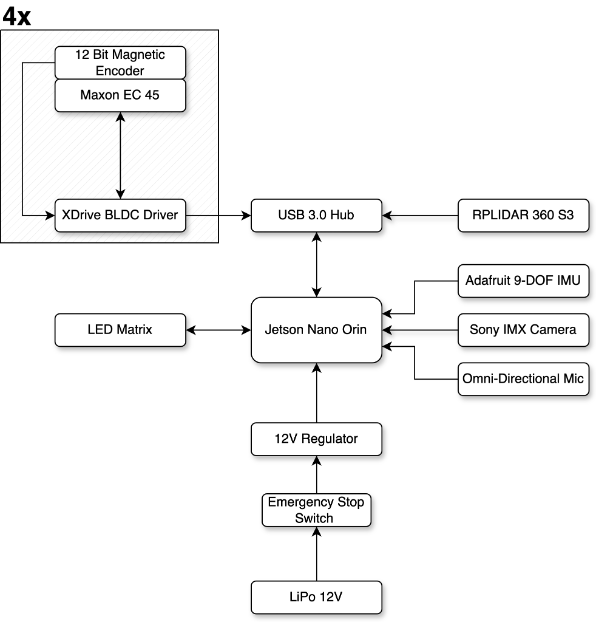 4x
12 Bit Magnetic
Encoder
Maxon EC 45
XDrive BLDC Driver
USB 3.0 Hub
RPLIDAR 360 S3
Adafruit 9-DOF IMU
LED Matrix
Jetson Nano Orin
Sony IMX Camera
Omni-Directional Mic
12V Regulator
Emergency Stop
Switch
LiPo 12V